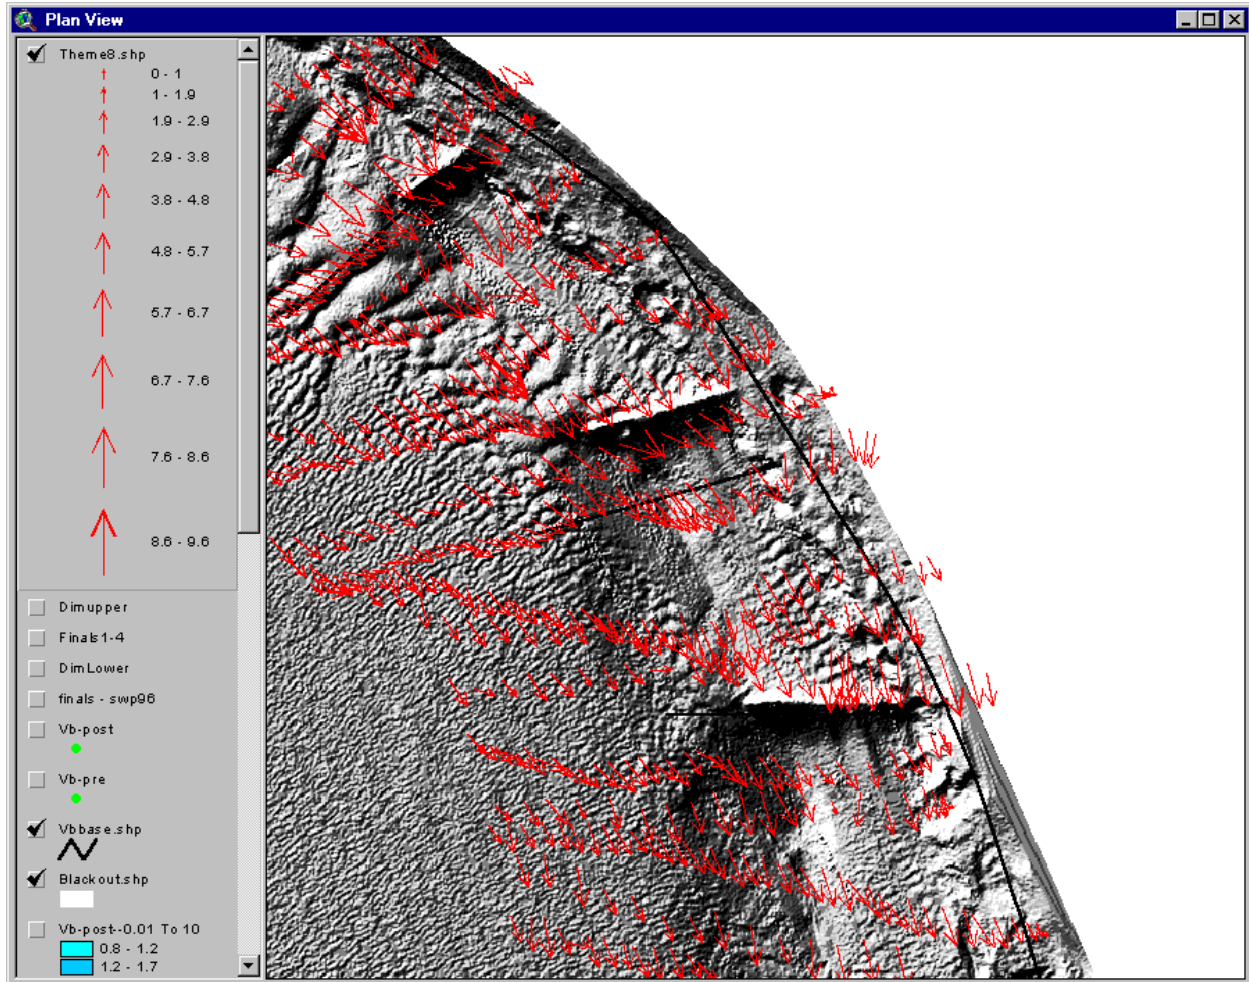 Plan View
Theme8.shp
0 - 1
1 - 1.9
1.9 - 2.9
2.9 - 3.8
3.8 - 4.8
4.8 - 5.7
5.7 - 6.7
6.7 - 7.6
7.6 - 8.6
8.6 - 9.6
Dimupper
Finals1-4
DimLower
finals - swp96
Vb-post
Vb-pre
Vbbase.shp
Blackout.shp
Vb-post--0.01 To 10
0.8 - 1.2
1.2 - 1.7